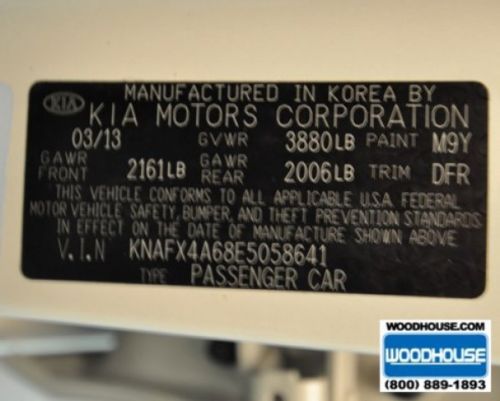 MANUFACTURED IN KOREA BY
KIA KIA MOTORS CORPORATION
03/13 GVWR 3880LB PAINT M9Y
GAWR FRONT 2161LB GAWR REAR 2006LB TRIM DFR
THIS VEHICLE CONFORMS TO ALL APPLICABLE U.S.A. FEDERAL
MOTOR VEHICLE SAFETY, BUMPER, AND THEFT PREVENTION STANDARDS
IN EFFECT ON THE DATE OF MANUFACTURE SHOWN ABOVE
V.I.N KNAFX4A68E5058641
TYPE PASSENGER CAR
WOODHOUSE.COM
WOODHOUSE
(800) 889-1893